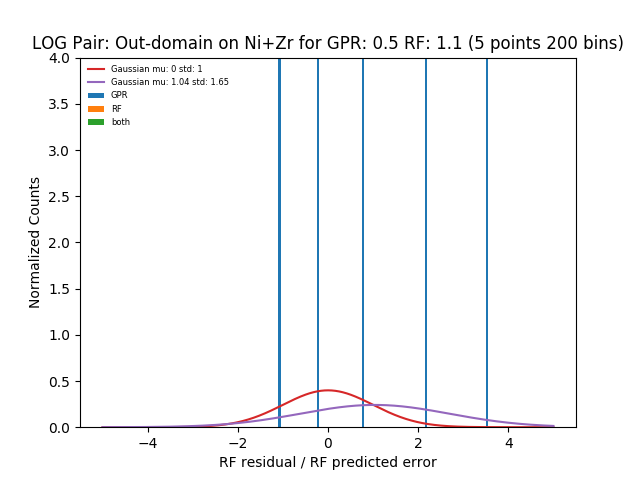 LOG Pair: Out-domain on Ni+Zr for GPR: 0.5 RF: 1.1 (5 points 200 bins)
Gaussian mu: 0 std: 1
Gaussian mu: 1.04 std: 1.65
GPR
RF
both
4.0
3.5
3.0
2.5
2.0
1.5
1.0
0.5
0.0
Normalized Counts
−4
−2
0
2
4
RF residual / RF predicted error